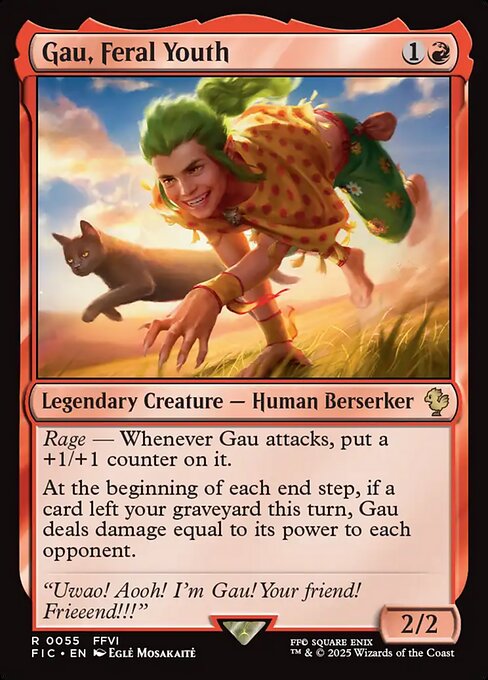 Gau, Feral Youth 1
Legendary Creature — Human Berserker
Rage — Whenever Gau attacks, put a
+1/+1 counter on it.
At the beginning of each end step, if a
card left your graveyard this turn, Gau
deals damage equal to its power to each
opponent.
“Uwao! Aooh! I’m Gau! Your friend!
Frieeend!!!”
2/2
R 0055 FFVI
FIC • EN Eglė Mosakaitė
FF© SQUARE ENIX
™ & © 2025 Wizards of the Coast